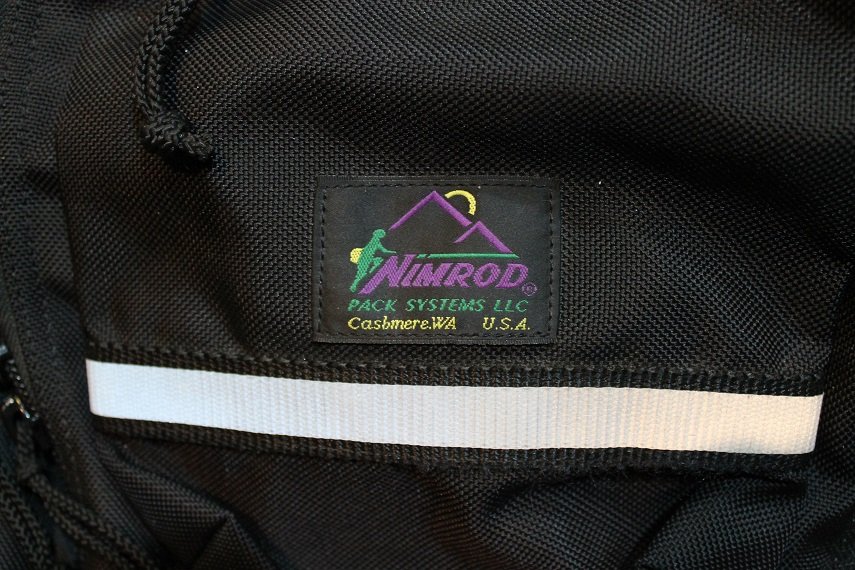 NIMROD®
PACK SYSTEMS LLC
Cashmere.WA U.S.A.